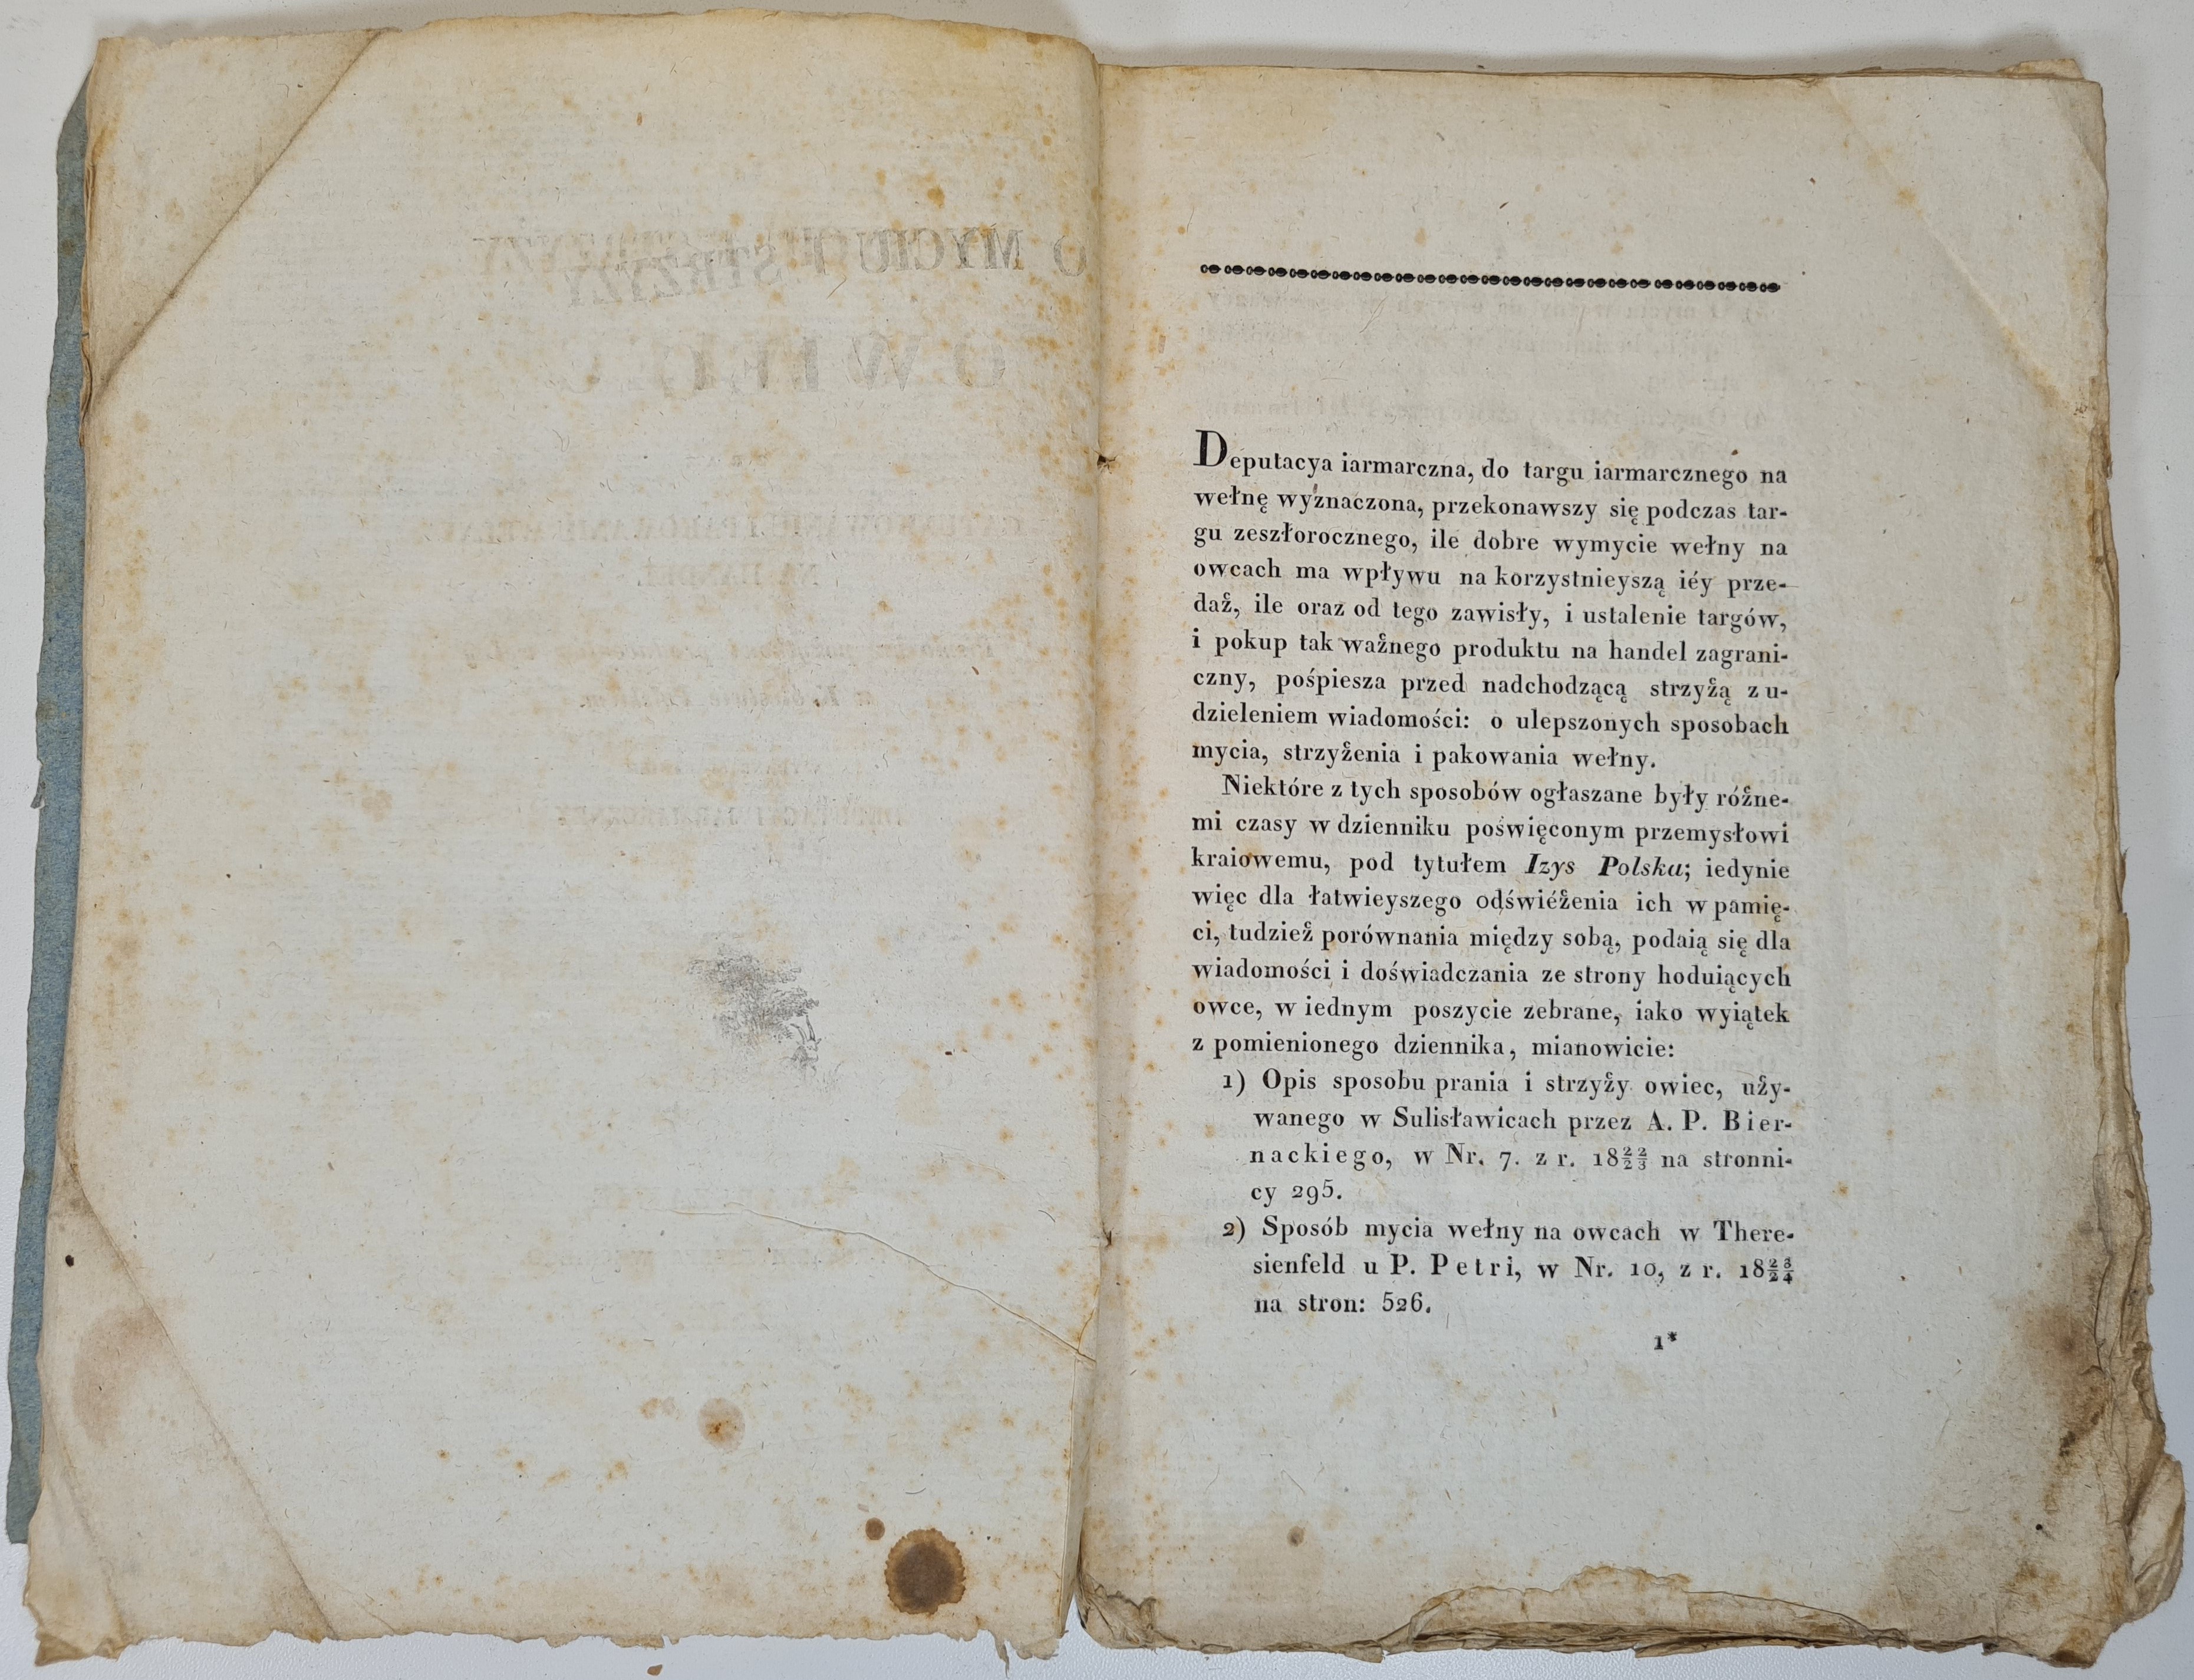 O MYCIU I STRZYŻY
Deputacya iarmarczna, do targu iarmarcznego na
wełnę wyznaczona, przekonawszy się podczas tar-
gu zeszłorocznego, ile dobre wymycie wełny na
owcach ma wpływu na korzystnieyszą iéy prze-
daż, ile oraz od tego zawisły, i ustalenie targów,
i pokup tak ważnego produktu na handel zagrani-
czny, pośpiesza przed nadchodzącą strzyżą z u-
dzieleniem wiadomości: o ulepszonych sposobach
mycia, strzyżenia i pakowania wełny.
Niektóre z tych sposobów ogłaszane były różne-
mi czasy w dzienniku poświęconym przemysłowi
kraiowemu, pod tytułem Izys Polska; iedynie
więc dla łatwieyszego odświéżenia ich w pamię-
ci, tudzież porównania między sobą, podaią się dla
wiadomości i doświadczania ze strony hoduiących
owce, w iednym poszycie zebrane, iako wyiątek
z pomienionego dziennika, mianowicie:
1) Opis sposobu prania i strzyży owiec, uży-
wanego w Sulisławicach przez A. P. Bier-
nackiego, w Nr. 7. z r. 18 2/2 2/3 na stronni-
cy 295.
2) Sposób mycia wełny na owcach w There-
sienfeld u P. Petri, w Nr. 10, z r. 18 2/2 3/4
na stron: 526.
1*